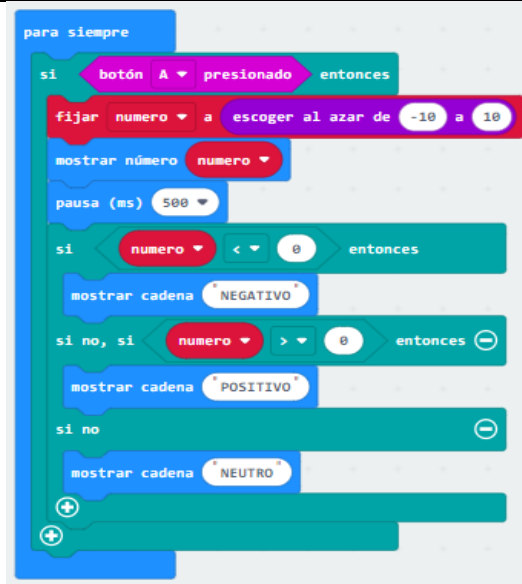 para siempre
si botón A presionado entonces
fijar numero a escoger al azar de -10 a 10
mostrar número numero
pausa (ms) 500
si numero < 0 entonces
mostrar cadena "NEGATIVO"
si no, si numero > 0 entonces
mostrar cadena "POSITIVO"
si no
mostrar cadena "NEUTRO"